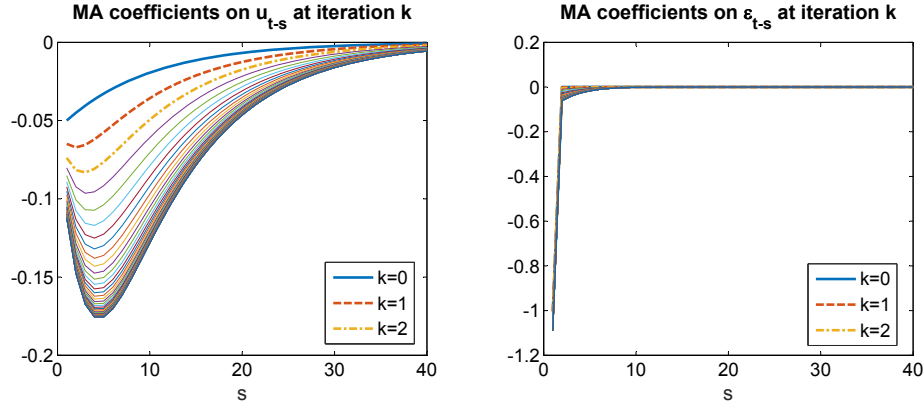 MA coefficients on u_{t-s} at iteration k
0
-0.05
-0.1
-0.15
-0.2
0 10 20 30 40
s
k=0
k=1
k=2
MA coefficients on ε_{t-s} at iteration k
0.2
0
-0.2
-0.4
-0.6
-0.8
-1
-1.2
0 10 20 30 40
s
k=0
k=1
k=2